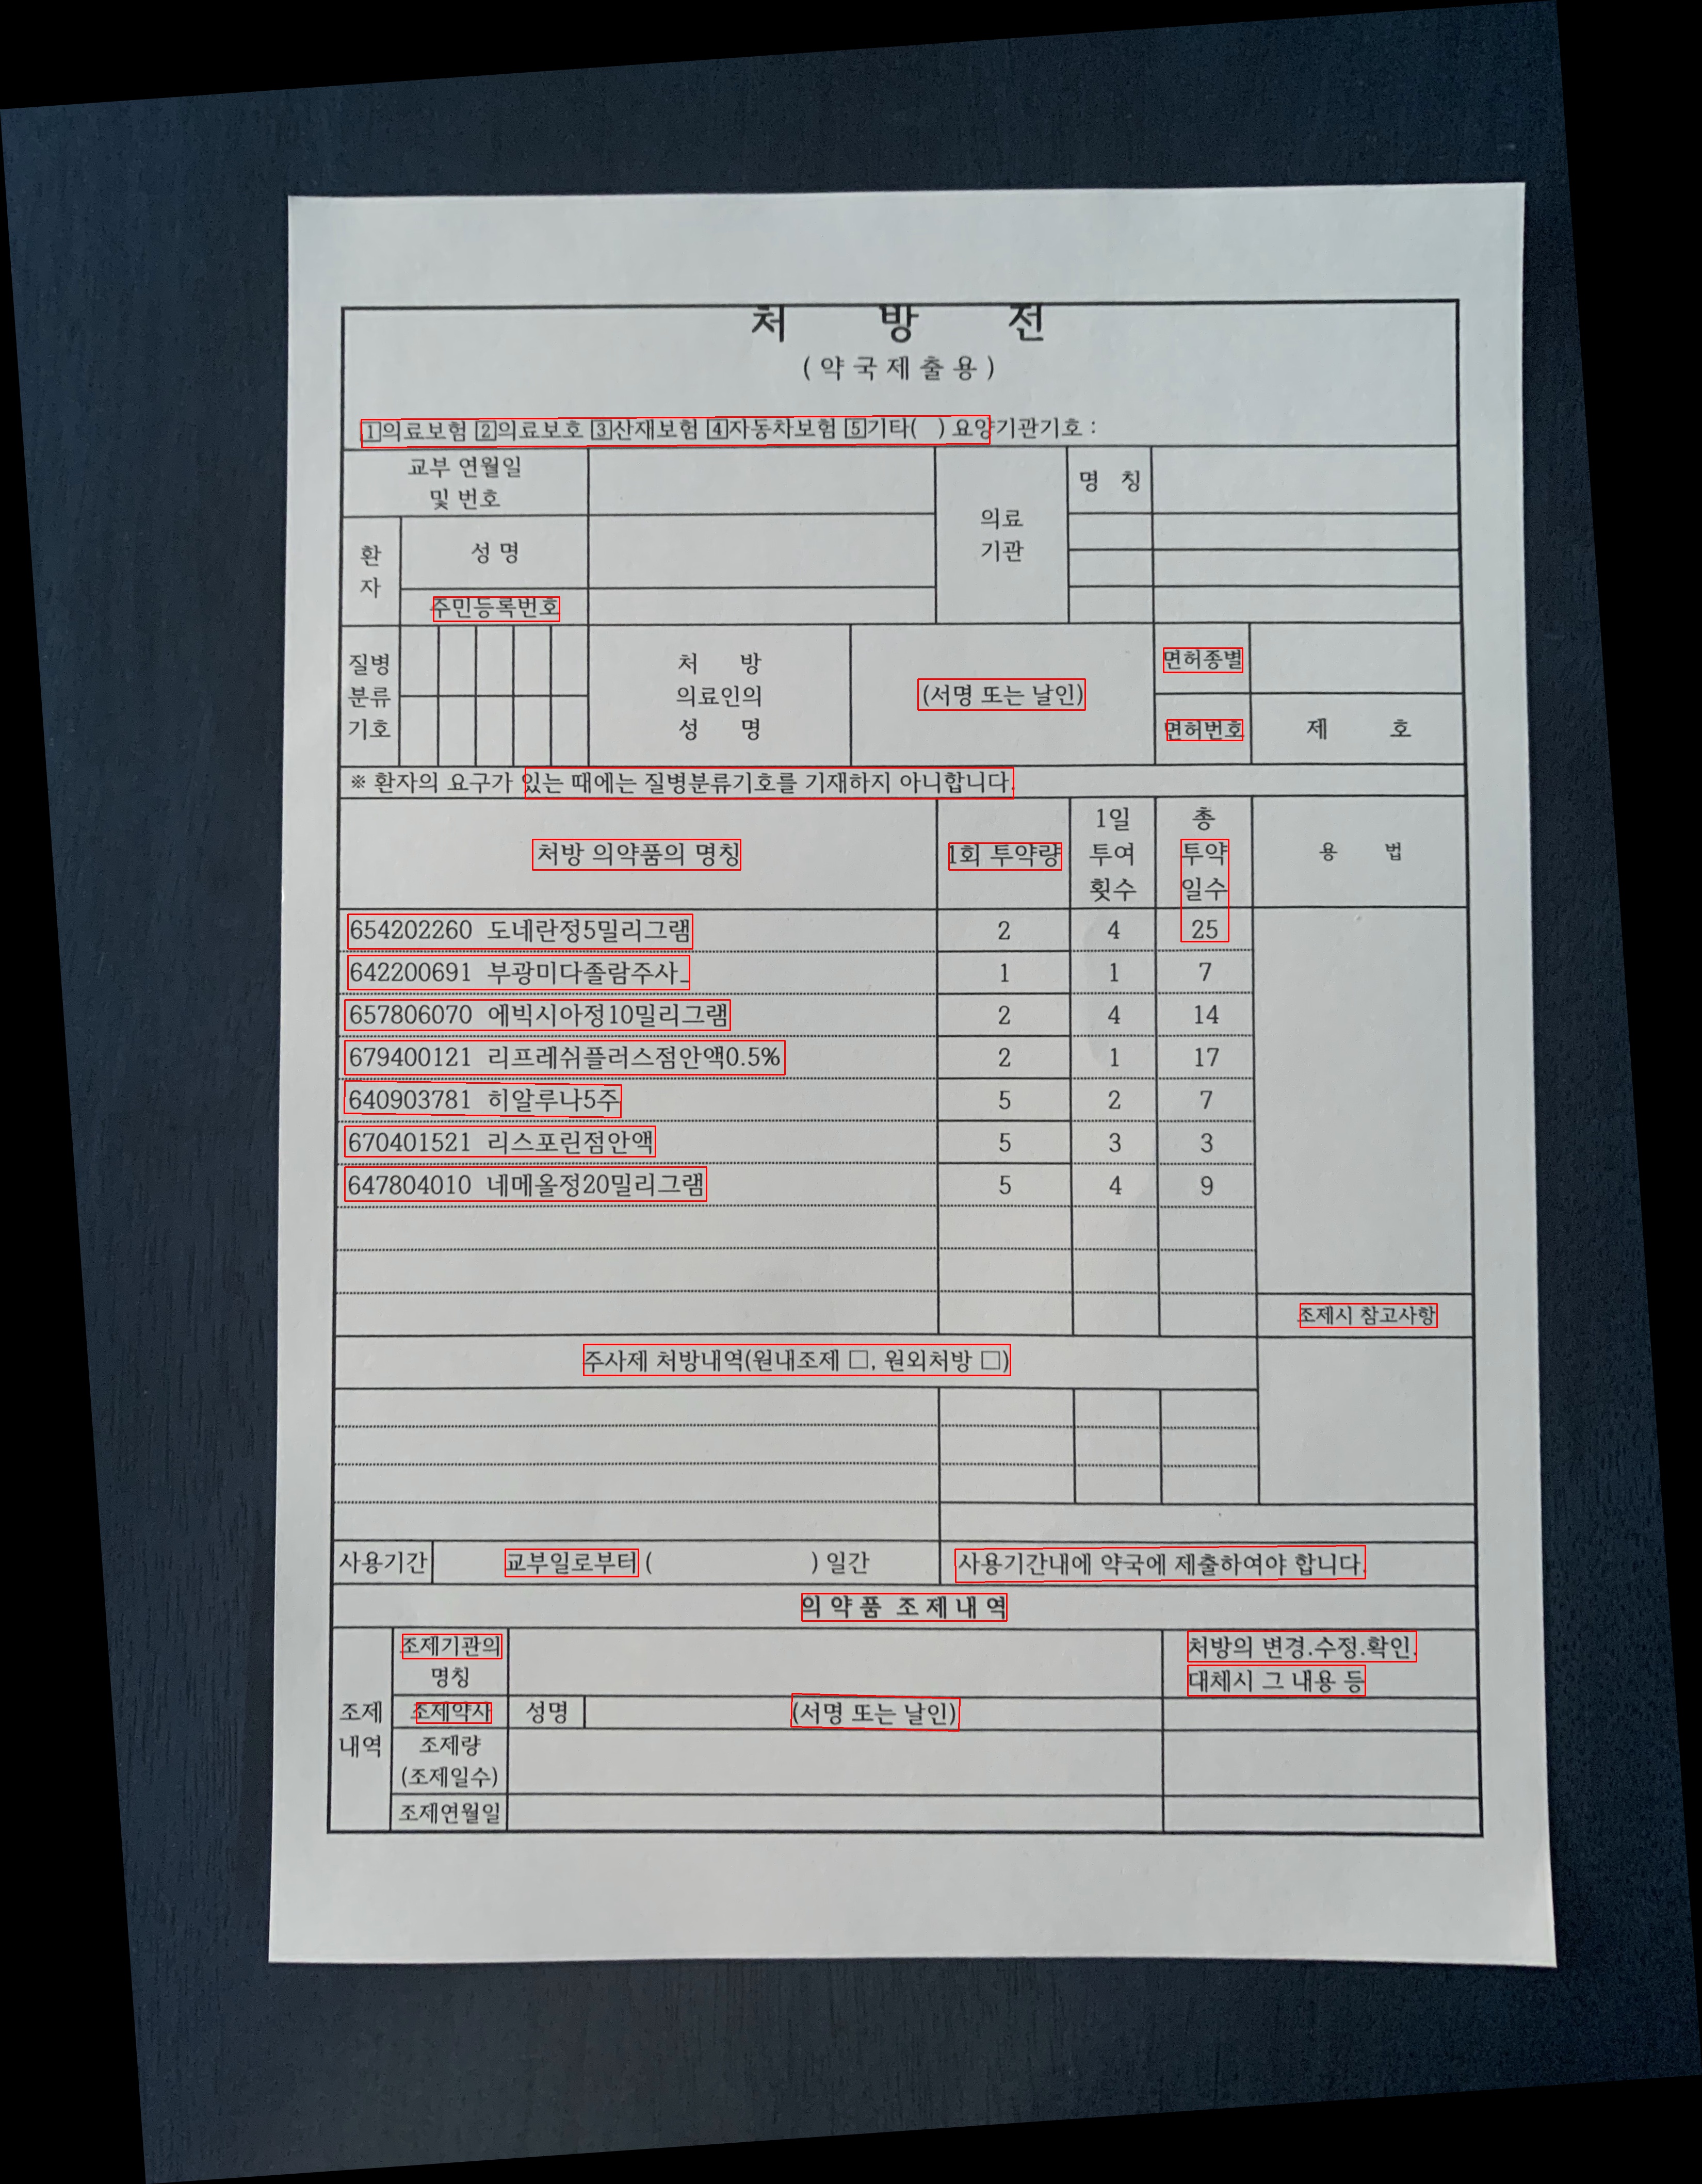 처 방 전
(약국제출용)
1의료보험 2의료보호 3산재보험 4자동차보험 5기타( ) 요양기관기호 :
교부 연월일
및 번호
의료
기관
명 칭
환
자
성 명
주민등록번호
질병
분류
기호
처 방
의료인의
성 명
(서명 또는 날인)
면허종별
면허번호
제 호
※ 환자의 요구가 있는 때에는 질병분류기호를 기재하지 아니합니다.
처방 의약품의 명칭
1회 투약량
1일
투여
횟수
총
투약
일수
용 법
654202260 도네란정5밀리그램 2 4 25
642200691 부광미다졸람주사_ 1 1 7
657806070 에빅시아정10밀리그램 2 4 14
679400121 리프레쉬플러스점안액0.5% 2 1 17
640903781 히알루나5주 5 2 7
670401521 리스포린점안액 5 3 3
647804010 네메올정20밀리그램 5 4 9
조제시 참고사항
주사제 처방내역(원내조제 □, 원외처방 □)
사용기간 교부일로부터 ( ) 일간 사용기간내에 약국에 제출하여야 합니다.
의 약 품 조 제 내 역
조제
내역
조제기관의
명칭
처방의 변경.수정.확인.
대체시 그 내용 등
조제약사 성명 (서명 또는 날인)
조제량
(조제일수)
조제연월일